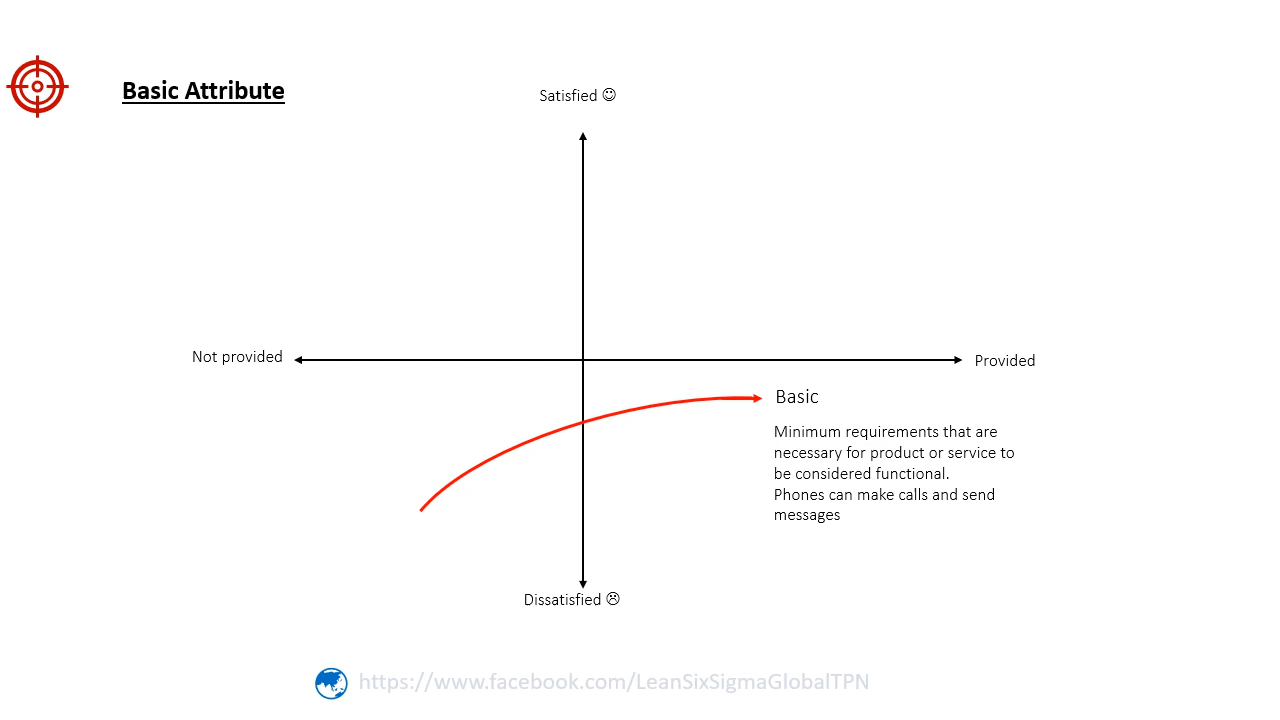 Basic Attribute
Satisfied ☺
Not provided
Provided
Basic
Minimum requirements that are
necessary for product or service to
be considered functional.
Phones can make calls and send
messages
Dissatisfied ☹
https://www.facebook.com/LeanSixSigmaGlobalTPN